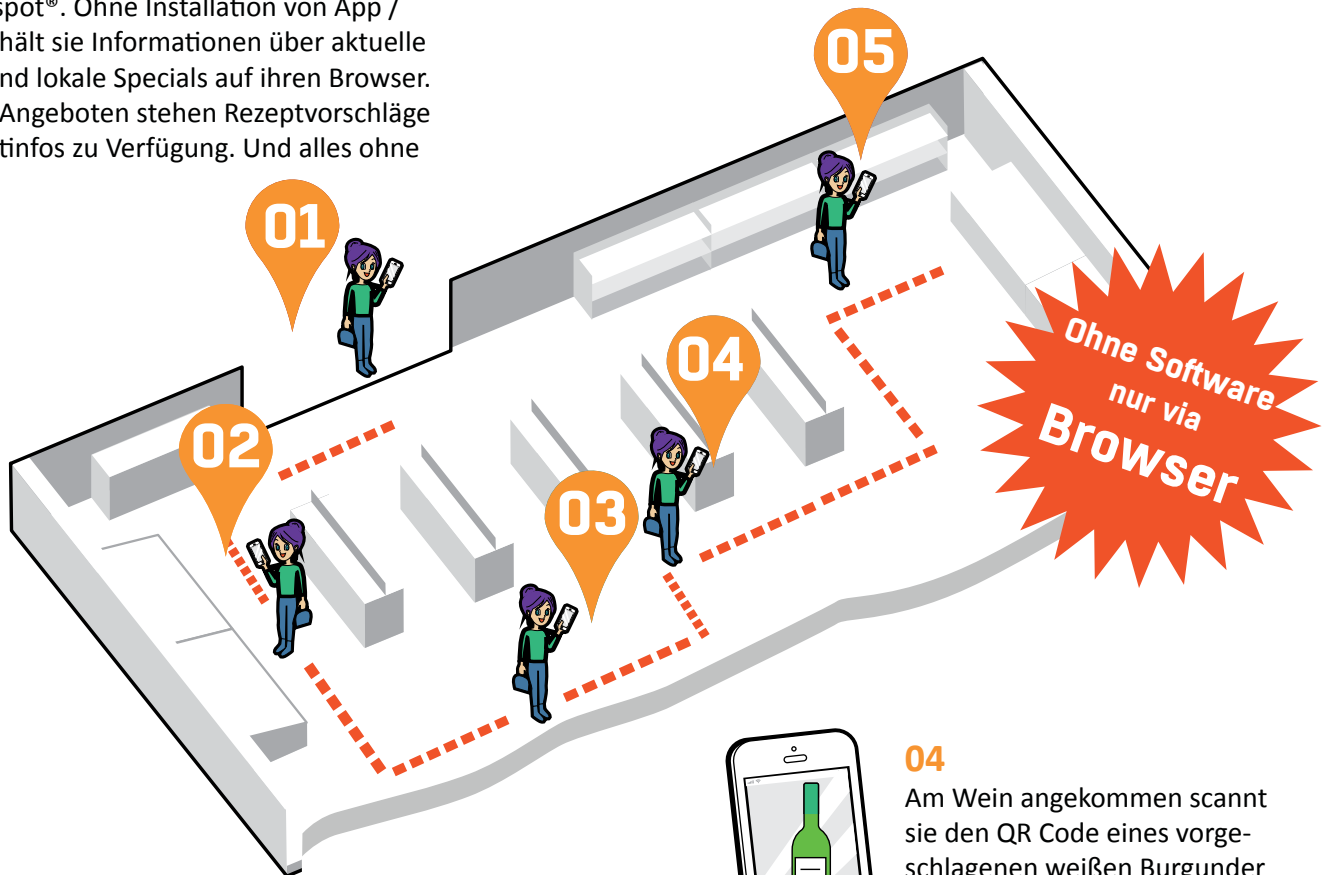 spot®. Ohne Installation von App /
hält sie Informationen über aktuelle
nd lokale Specials auf ihren Browser.
Angeboten stehen Rezeptvorschläge
tinfos zu Verfügung. Und alles ohne
05
01
04
02
03
Ohne Software
nur via
Browser
04
Am Wein angekommen scannt
sie den QR Code eines vorge-
schlagenen weißen Burgunder